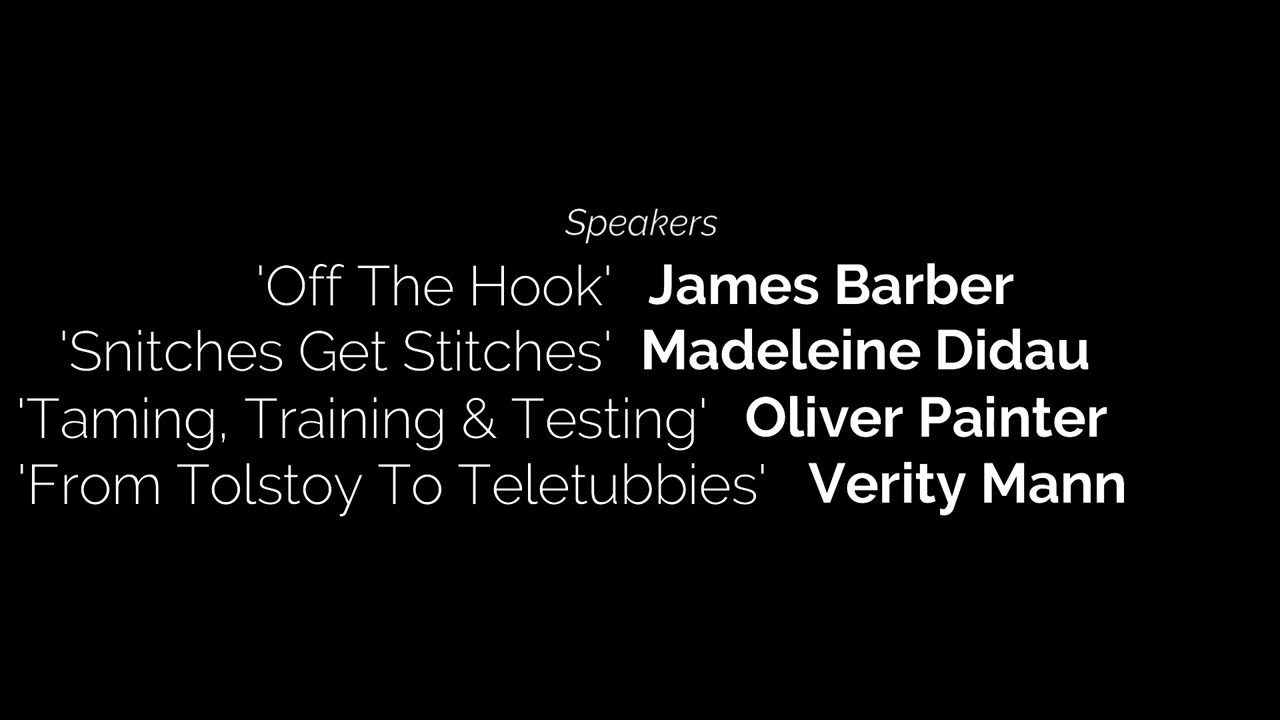 Speakers
'Off The Hook' James Barber
'Snitches Get Stitches' Madeleine Didau
'Taming, Training & Testing' Oliver Painter
'From Tolstoy To Teletubbies' Verity Mann